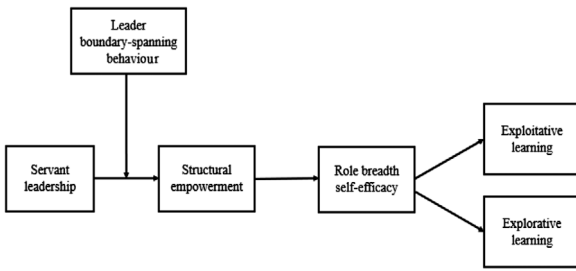 Leader
boundary-spanning
behaviour
Servant
leadership
Structural
empowerment
Role breadth
self-efficacy
Exploitative
learning
Explorative
learning